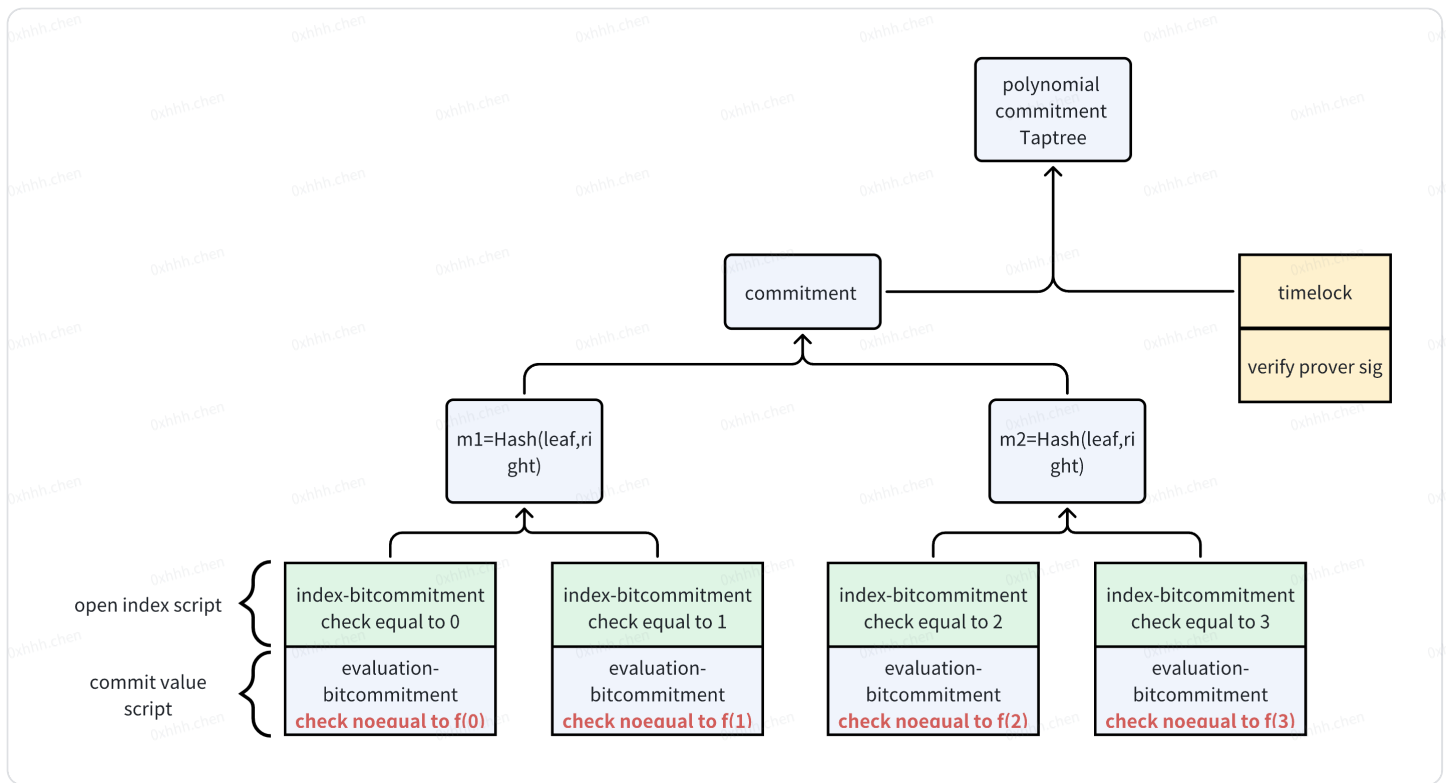 polynomial
commitment
Taptree
commitment
timelock
verify prover sig
m1=Hash(leaf,ri
ght)
m2=Hash(leaf,ri
ght)
open index script
index-bitcommitment
check equal to 0
index-bitcommitment
check equal to 1
index-bitcommitment
check equal to 2
index-bitcommitment
check equal to 3
commit value
script
evaluation-
bitcommitment
check noequal to f(0)
evaluation-
bitcommitment
check noequal to f(1)
evaluation-
bitcommitment
check noequal to f(2)
evaluation-
bitcommitment
check noequal to f(3)
0xhhh.chen